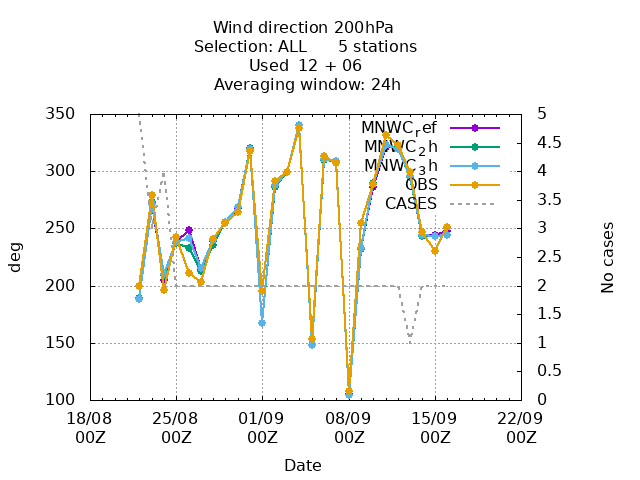 Wind direction 200hPa
Selection: ALL 5 stations
Used 12 + 06
Averaging window: 24h
350
300
250
200
150
100
5
4.5
4
3.5
3
2.5
2
1.5
1
0.5
0
MNWC_ref
MNWC_2h
MNWC_3h
OBS
CASES
deg
No cases
18/08 25/08 01/09 08/09 15/09 22/09
00Z 00Z 00Z 00Z 00Z 00Z
Date